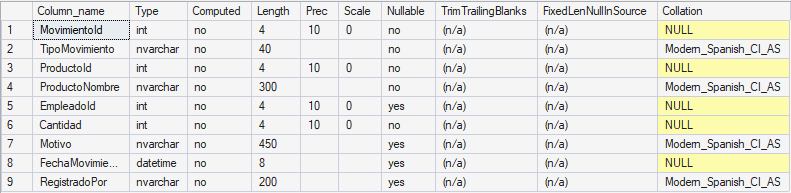 Column_name Type Computed Length Prec Scale Nullable TrimTrailingBlanks FixedLenNullInSource Collation
1 MovimientoId int no 4 10 0 no (n/a) (n/a) NULL
2 TipoMovimiento nvarchar no 40 no (n/a) (n/a) Modern_Spanish_CI_AS
3 ProductoId int no 4 10 0 no (n/a) (n/a) NULL
4 ProductoNombre nvarchar no 300 no (n/a) (n/a) Modern_Spanish_CI_AS
5 EmpleadoId int no 4 10 0 yes (n/a) (n/a) NULL
6 Cantidad int no 4 10 0 no (n/a) (n/a) NULL
7 Motivo nvarchar no 450 yes (n/a) (n/a) Modern_Spanish_CI_AS
8 FechaMovimie... datetime no 8 yes (n/a) (n/a) NULL
9 RegistradoPor nvarchar no 200 yes (n/a) (n/a) Modern_Spanish_CI_AS